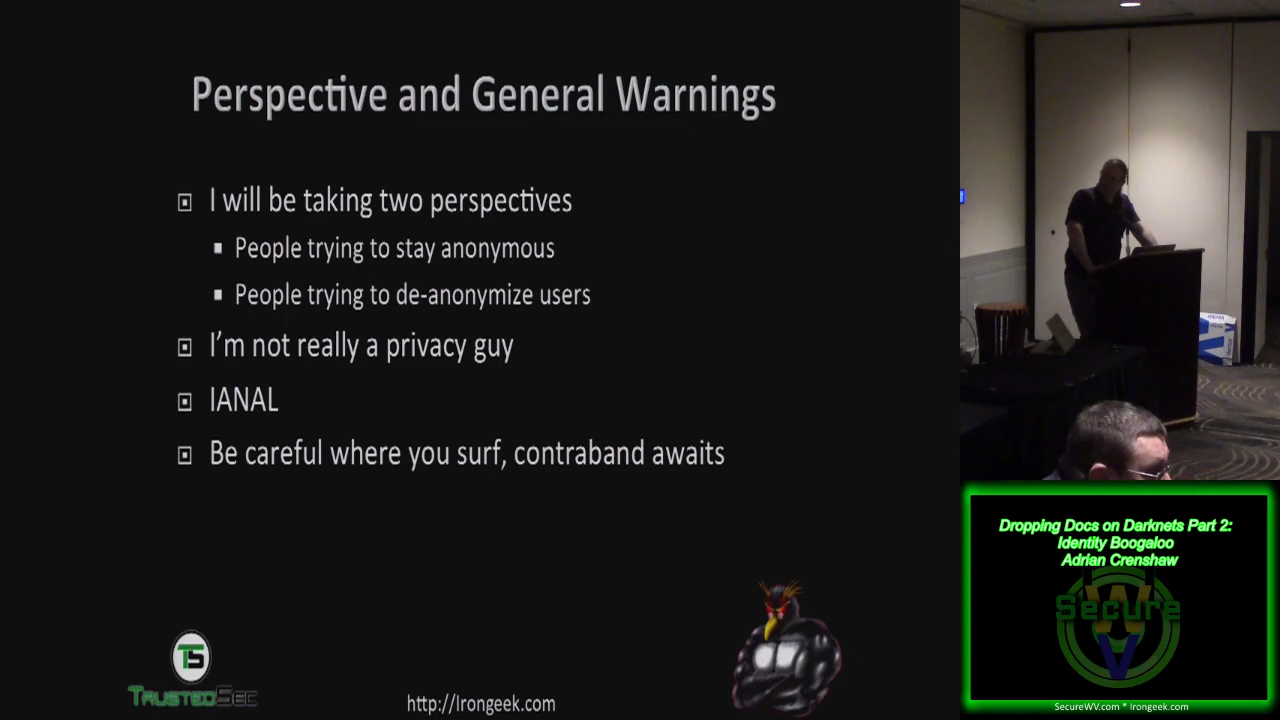 Perspective and General Warnings
I will be taking two perspectives
People trying to stay anonymous
People trying to de-anonymize users
I’m not really a privacy guy
IANAL
Be careful where you surf, contraband awaits
TS
TRUSTEDSEC
http://Irongeek.com
Dropping Docs on Darknets Part 2:
Identity Boogaloo
Adrian Crenshaw
Secure
WV
SecureWV.com * Irongeek.com